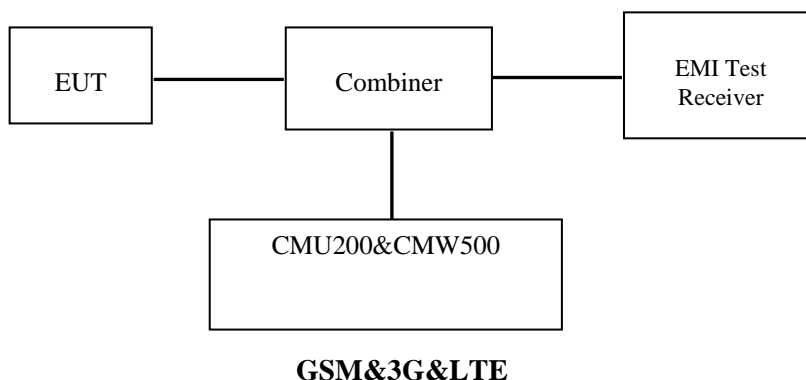 EUT
Combiner
EMI Test
Receiver
CMU200&CMW500
GSM&3G&LTE